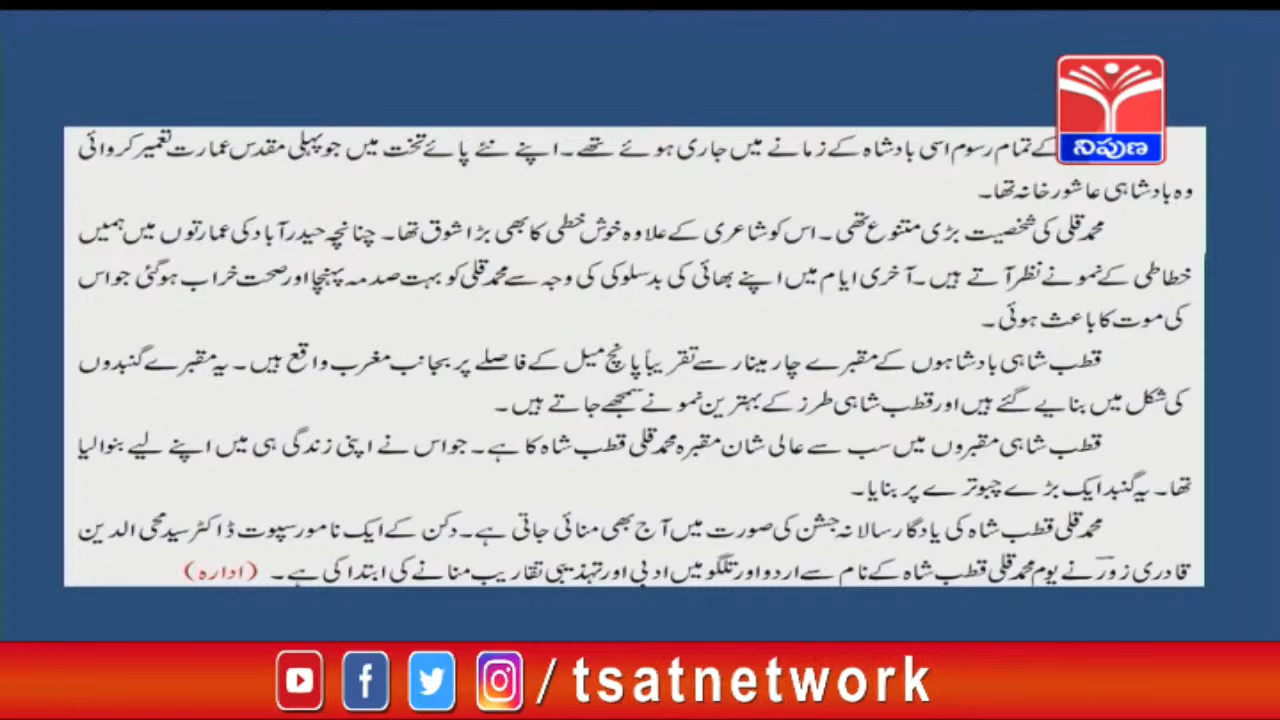 నిపుణ
کے تمام رسوم اسی بادشاہ کے زمانے میں جاری ہوئے تھے۔ اپنے نئے پائے تخت میں جو پہلی مقدس عمارت تعمیر کروائی
وہ بادشاہی عاشور خانہ تھا۔
محمد قلی کی شخصیت بڑی متنوع تھی۔ اس کو شاعری کے علاوہ خوش خطی کا بھی بڑا شوق تھا۔ چنانچہ حیدرآباد کی عمارتوں میں ہمیں
خطاطی کے نمونے نظر آتے ہیں۔ آخری ایام میں اپنے بھائی کی بدسلوکی کی وجہ سے محمد قلی کو بہت صدمہ پہنچا اور صحت خراب ہوگئی جو اس
کی موت کا باعث ہوئی۔
قطب شاہی بادشاہوں کے مقبرے چار مینار سے تقریباً پانچ میل کے فاصلے پر بجانب مغرب واقع ہیں۔ یہ مقبرے گنبدوں
کی شکل میں بنایے گئے ہیں اور قطب شاہی طرز کے بہترین نمونے سمجھے جاتے ہیں۔
قطب شاہی مقبروں میں سب سے عالی شان مقبرہ محمد قلی قطب شاہ کا ہے۔ جو اس نے اپنی زندگی ہی میں اپنے لیے بنوالیا
تھا۔ یہ گنبد ایک بڑے چبوترے پر بنایا۔
محمد قلی قطب شاہ کی یادگار سالانہ جشن کی صورت میں آج بھی منائی جاتی ہے۔ دکن کے ایک نامور سپوت ڈاکٹر سید محی الدین
قادری زورؔ نے یوم محمد قلی قطب شاہ کے نام سے اردو اور تلگو میں ادبی اور تہذیبی تقاریب منانے کی ابتدا کی ہے۔ (ادارہ)
/tsatnetwork